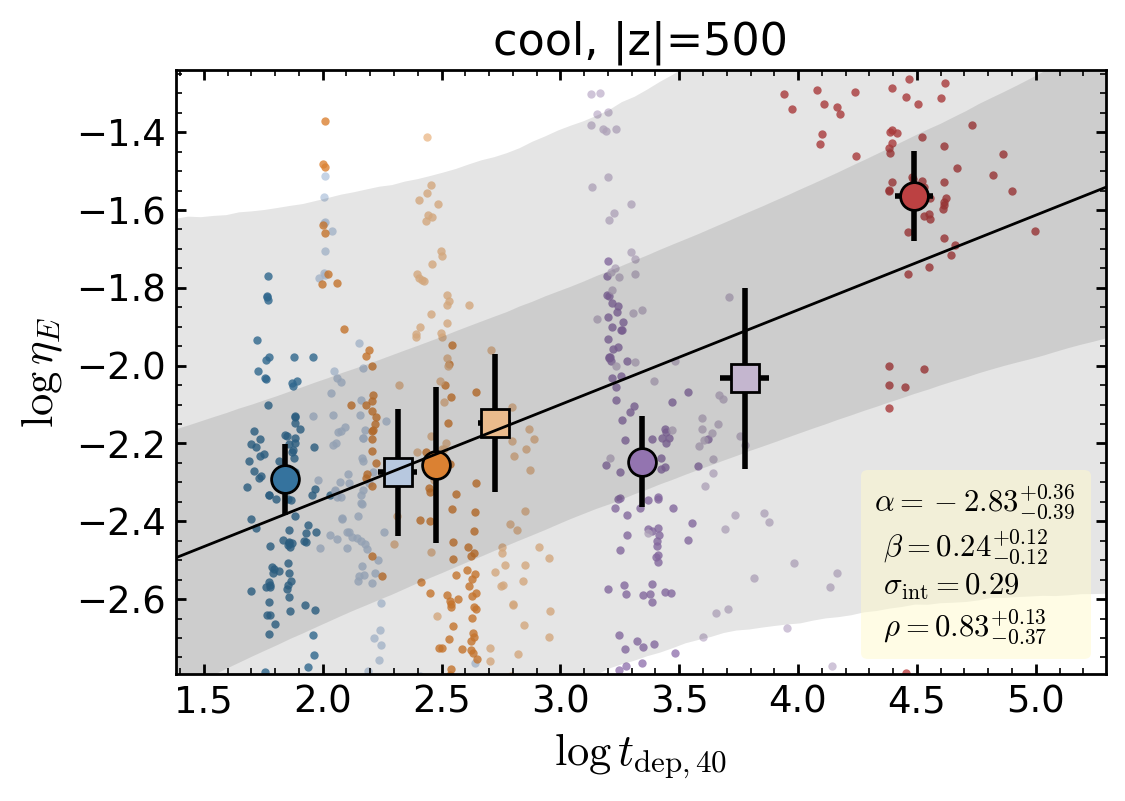 cool, |z|=500
−1.4
−1.6
−1.8
−2.0
−2.2
−2.4
−2.6
log η_E
α = −2.83^{+0.36}_{−0.39}
β = 0.24^{+0.12}_{−0.12}
σ_int = 0.29
ρ = 0.83^{+0.13}_{−0.37}
1.5 2.0 2.5 3.0 3.5 4.0 4.5 5.0
log t_{dep, 40}